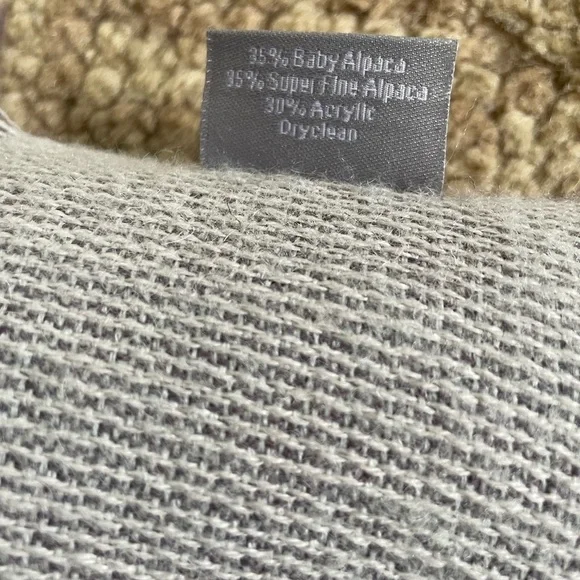 35% Baby Alpaca
35% Super Fine Alpaca
30% Acrylic
Dryclean